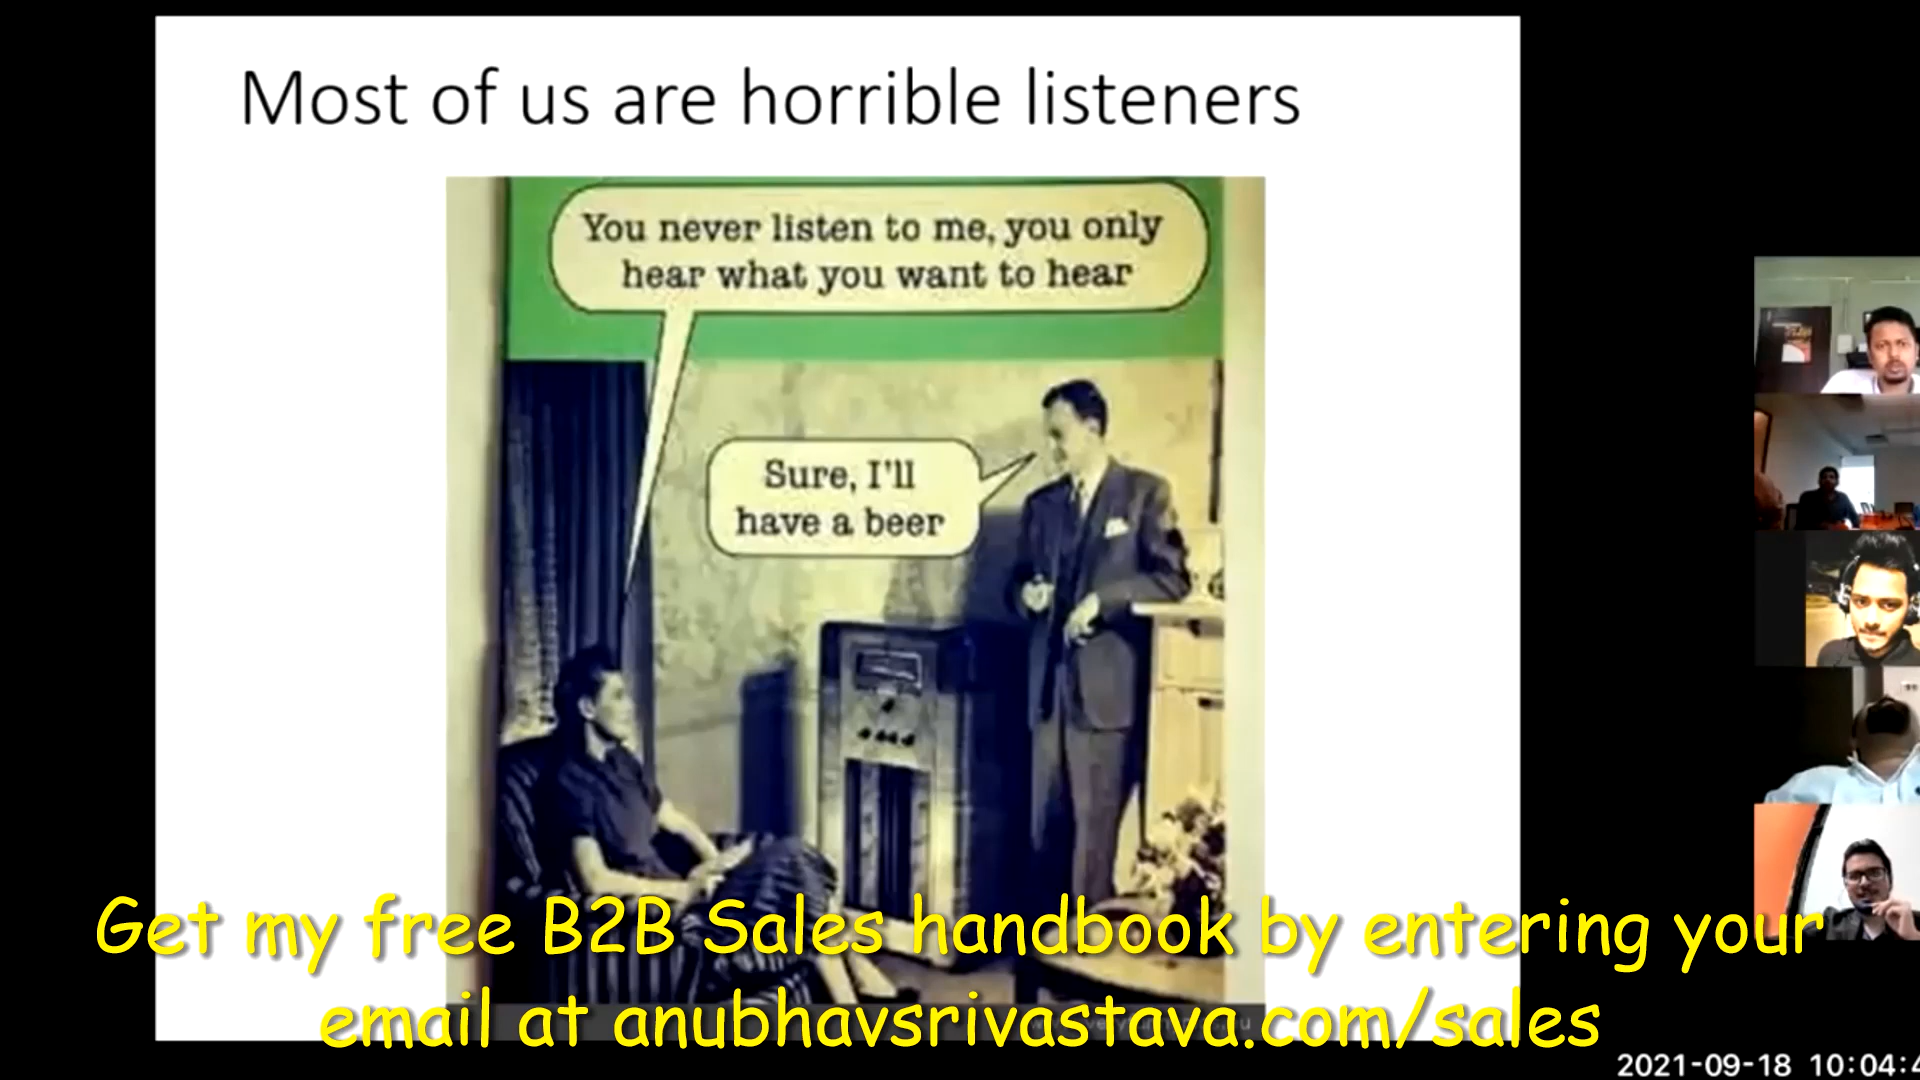 Most of us are horrible listeners
You never listen to me, you only
hear what you want to hear
Sure, I'll
have a beer
Get my free B2B Sales handbook by entering your
email at anubhavsrivastava.com/sales
2021-09-18 10:04:4